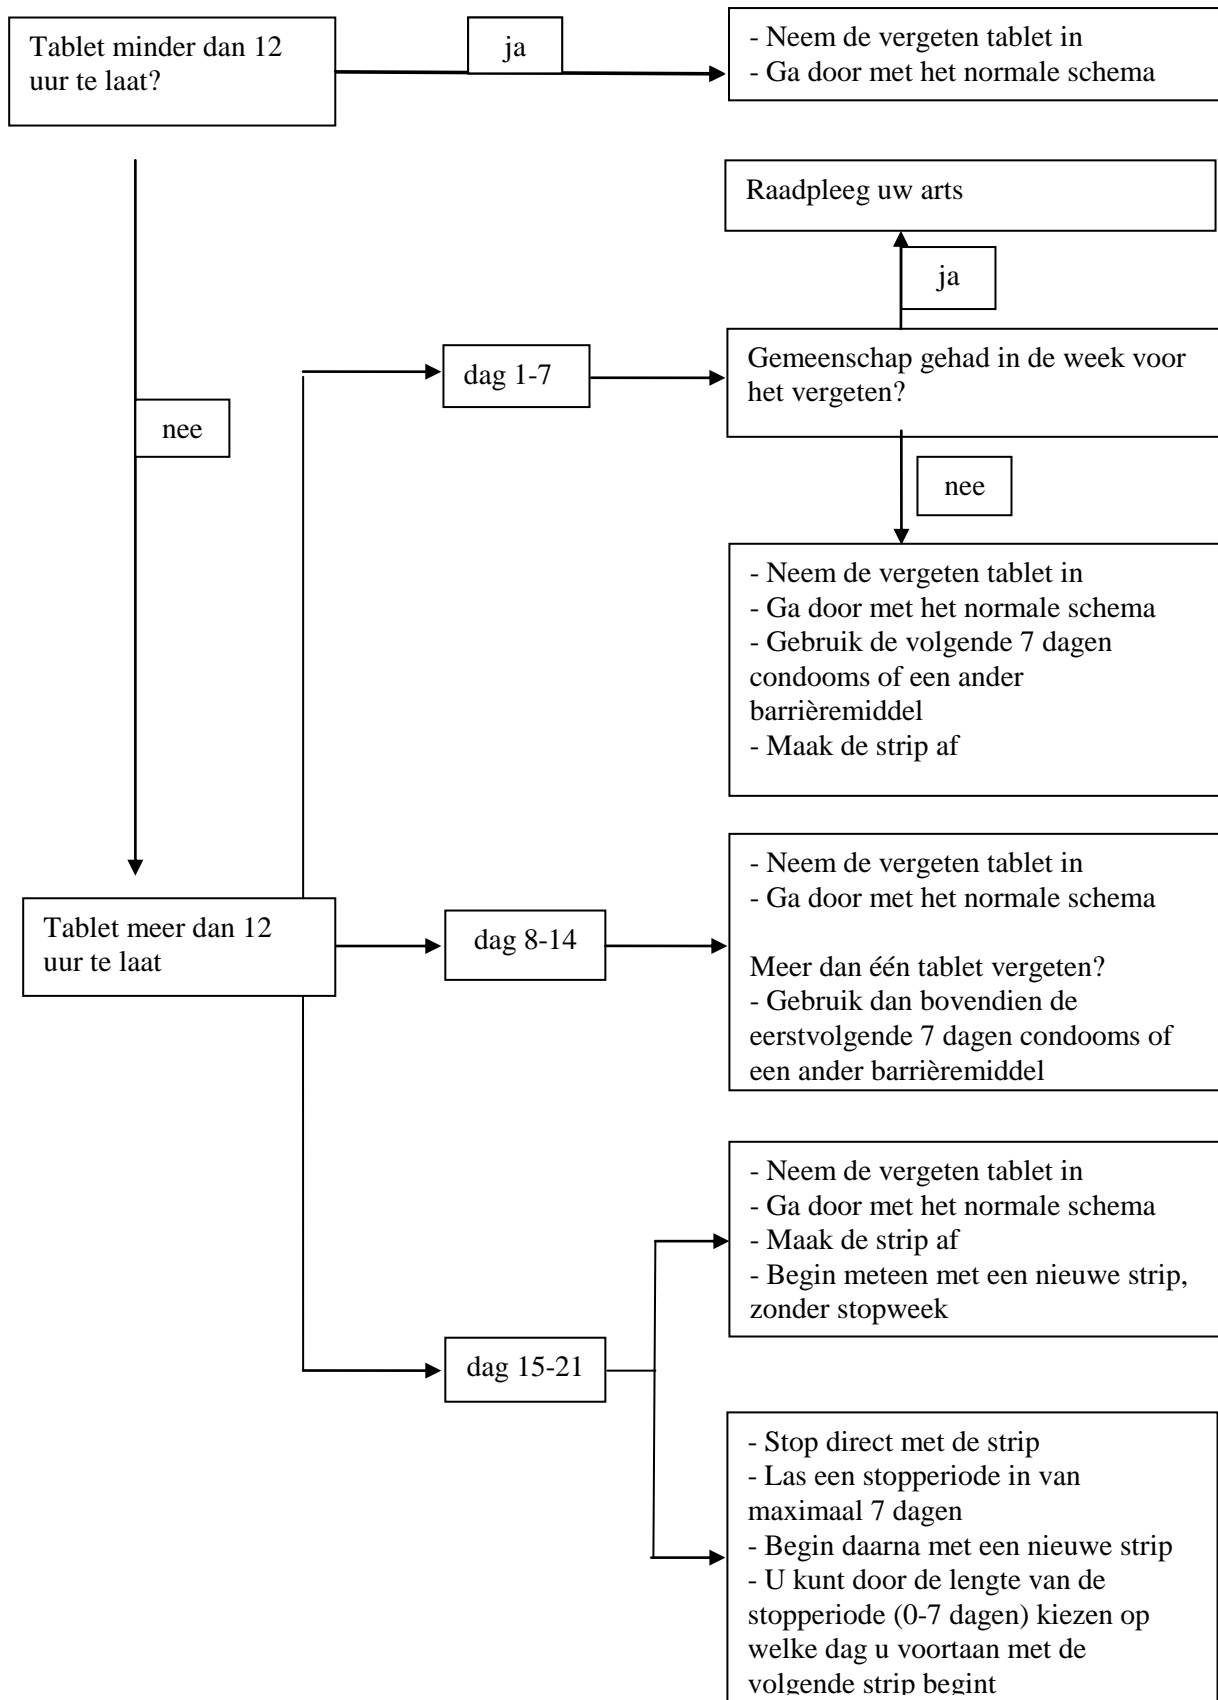 Tablet minder dan 12
uur te laat?
ja
- Neem de vergeten tablet in
- Ga door met het normale schema
Raadpleeg uw arts
ja
dag 1-7
Gemeenschap gehad in de week voor
het vergeten?
nee
nee
- Neem de vergeten tablet in
- Ga door met het normale schema
- Gebruik de volgende 7 dagen
condooms of een ander
barrièremiddel
- Maak de strip af
Tablet meer dan 12
uur te laat
dag 8-14
- Neem de vergeten tablet in
- Ga door met het normale schema
Meer dan één tablet vergeten?
- Gebruik dan bovendien de
eerstvolgende 7 dagen condooms of
een ander barrièremiddel
dag 15-21
- Neem de vergeten tablet in
- Ga door met het normale schema
- Maak de strip af
- Begin meteen met een nieuwe strip,
zonder stopweek
- Stop direct met de strip
- Las een stopperiode in van
maximaal 7 dagen
- Begin daarna met een nieuwe strip
- U kunt door de lengte van de
stopperiode (0-7 dagen) kiezen op
welke dag u voortaan met de
volgende strip begint